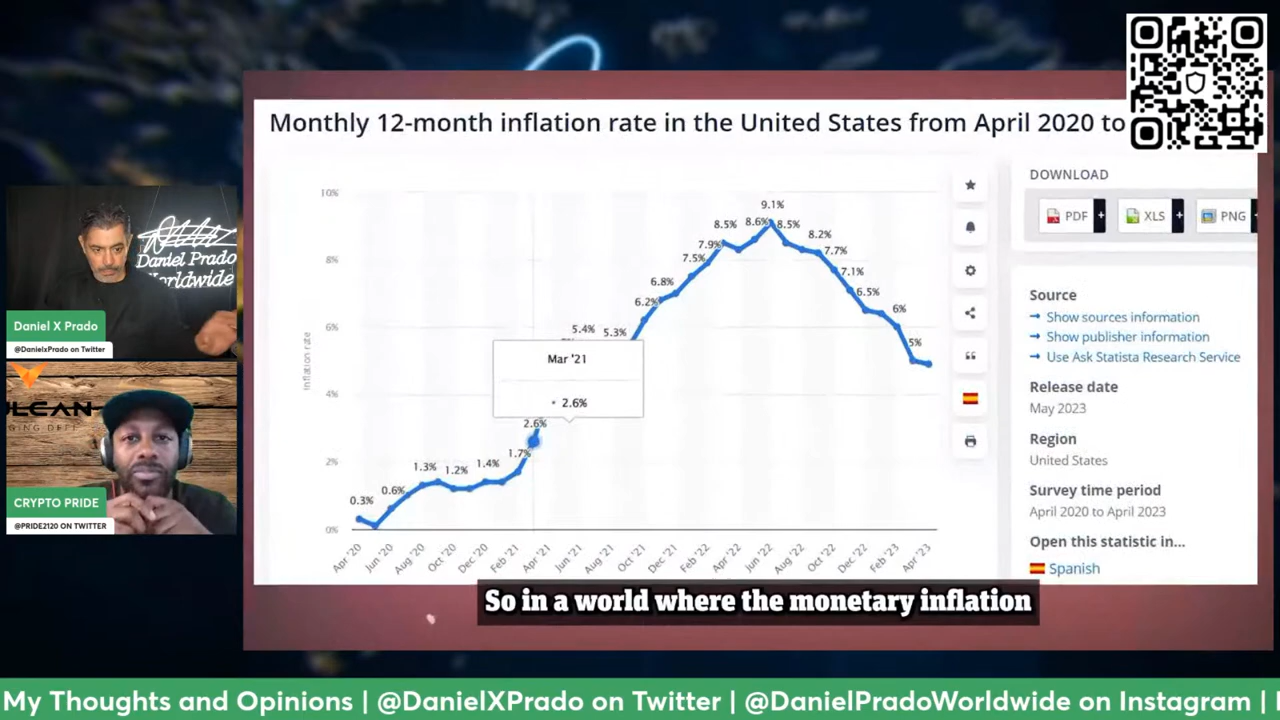 Monthly 12-month inflation rate in the United States from April 2020 to
DOWNLOAD
PDF +
XLS +
PNG +
10%
8%
6%
4%
2%
0%
Inflation rate
0.3%
0.6%
1.3%
1.2%
1.4%
1.7%
2.6%
5.4%
5.3%
6.2%
6.8%
7.5%
7.9%
8.5%
8.6%
9.1%
8.5%
8.2%
7.7%
7.1%
6.5%
6%
5%
Mar '21
2.6%
Apr '20
Jun '20
Aug '20
Oct '20
Dec '20
Feb '21
Apr '21
Jun '21
Aug '21
Oct '21
Dec '21
Feb '22
Apr '22
Jun '22
Aug '22
Oct '22
Dec '22
Feb '23
Apr '23
Source
→ Show sources information
→ Show publisher information
→ Use Ask Statista Research Service
Release date
May 2023
Region
United States
Survey time period
April 2020 to April 2023
Open this statistic in...
Spanish
Daniel Prado
Worldwide
Daniel X Prado
@DanielxPrado on Twitter
CRYPTO PRIDE
@PRIDE2120 ON TWITTER
So in a world where the monetary inflation
My Thoughts and Opinions | @DanielXPrado on Twitter | @DanielPradoWorldwide on Instagram |